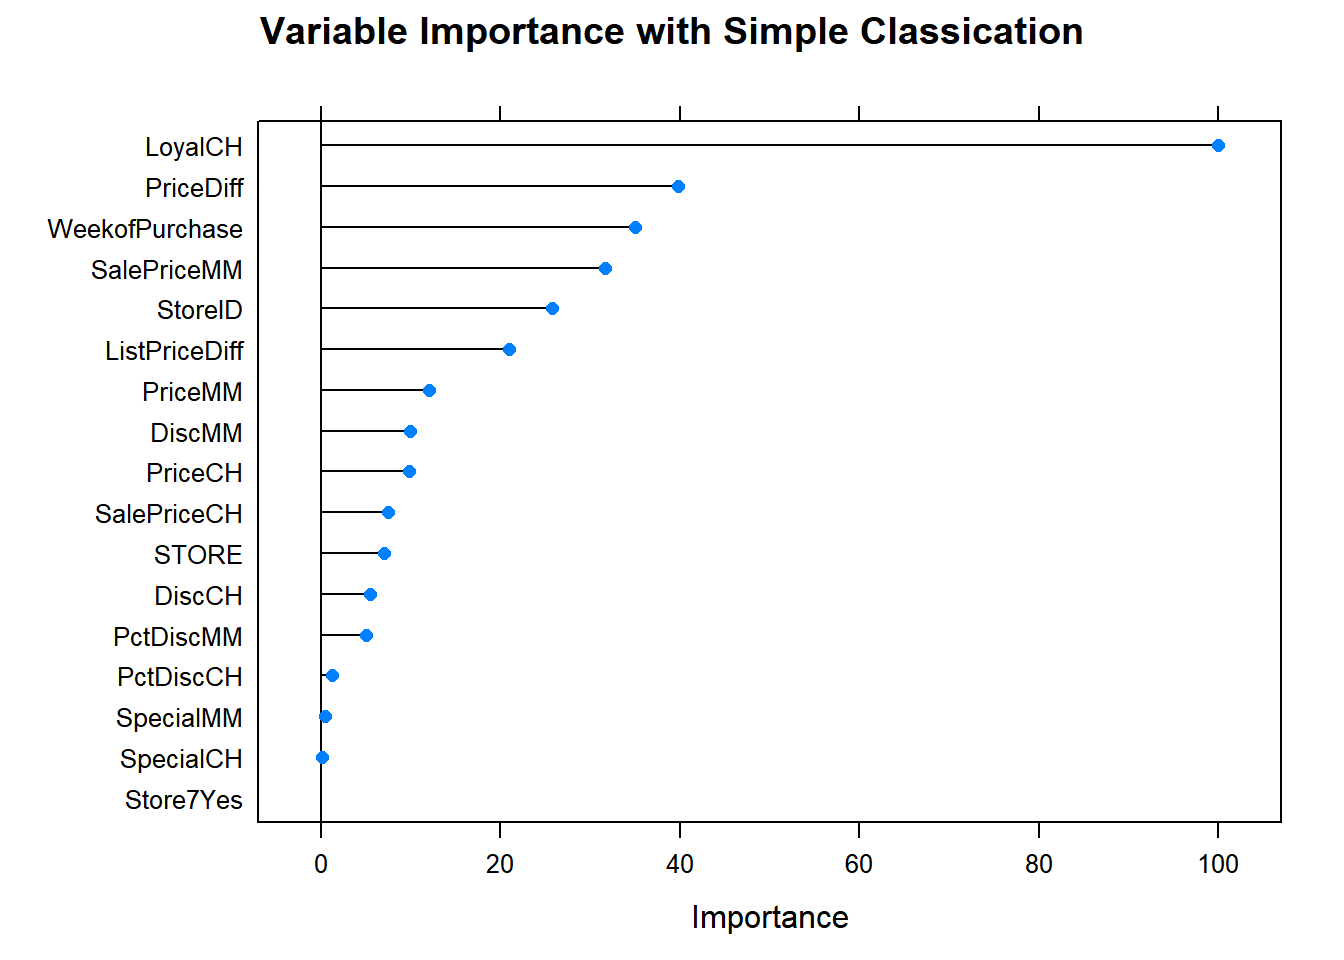 Variable Importance with Simple Classication
LoyalCH
PriceDiff
WeekofPurchase
SalePriceMM
StoreID
ListPriceDiff
PriceMM
DiscMM
PriceCH
SalePriceCH
STORE
DiscCH
PctDiscMM
PctDiscCH
SpecialMM
SpecialCH
Store7Yes
0 20 40 60 80 100
Importance